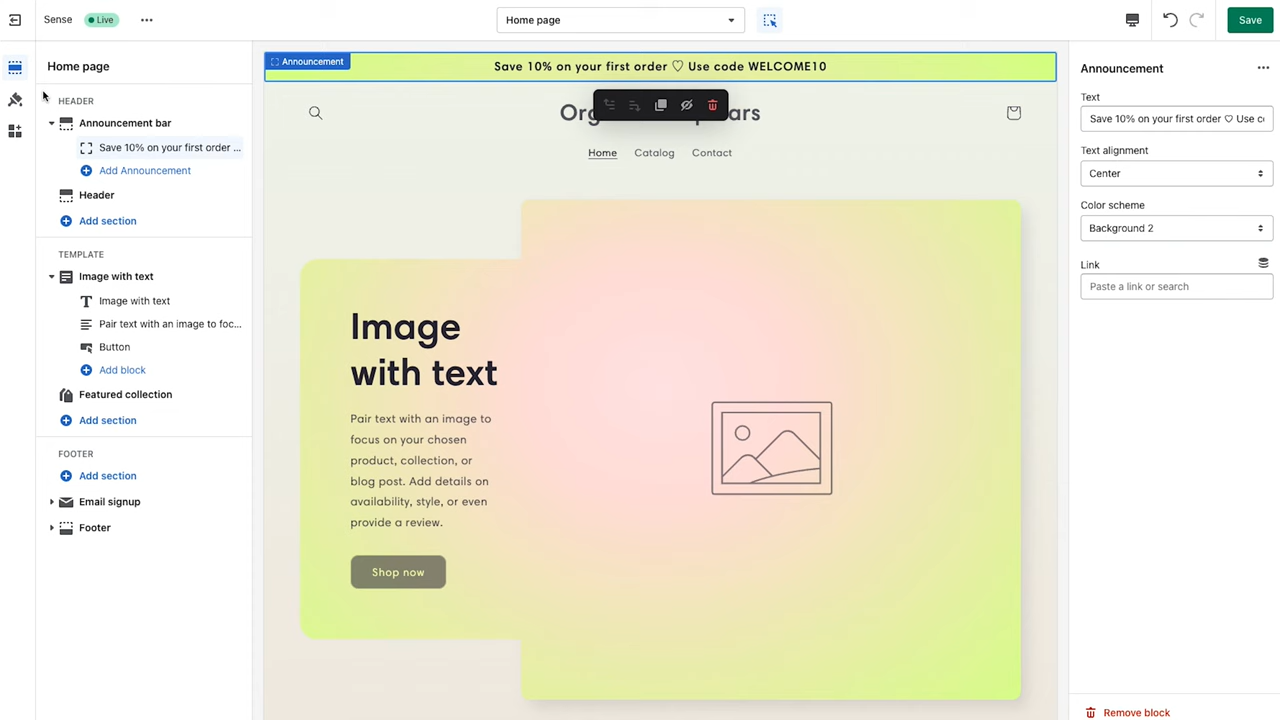 Sense
Live
Home page
Save
Home page
HEADER
Announcement bar
Save 10% on your first order ...
Add Announcement
Header
Add section
TEMPLATE
Image with text
Image with text
Pair text with an image to foc...
Button
Add block
Featured collection
Add section
FOOTER
Add section
Email signup
Footer
Announcement
Save 10% on your first order ♡ Use code WELCOME10
Home Catalog Contact
Image
with text
Pair text with an image to
focus on your chosen
product, collection, or
blog post. Add details on
availability, style, or even
provide a review.
Shop now
Announcement
Text
Save 10% on your first order ♡ Use c
Text alignment
Center
Color scheme
Background 2
Link
Paste a link or search
Remove block